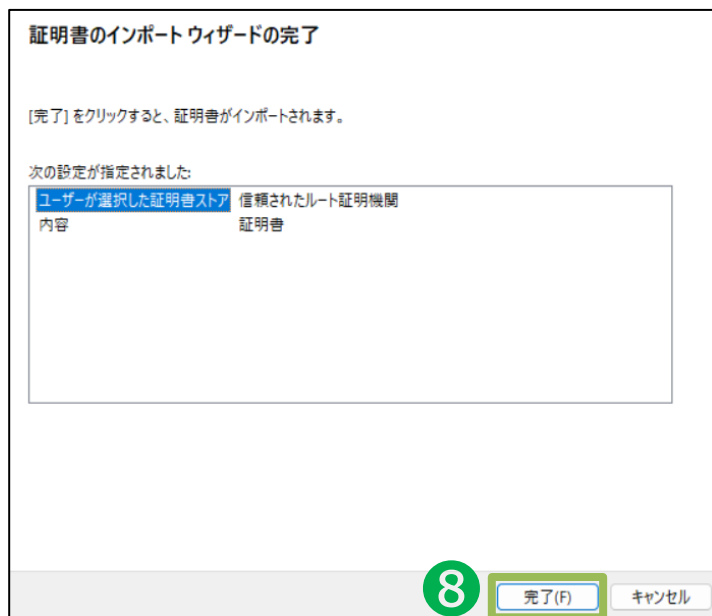 証明書のインポート ウィザードの完了
[完了] をクリックすると、証明書がインポートされます。
次の設定が指定されました:
ユーザーが選択した証明書ストア 信頼されたルート証明機関
内容 証明書
8 完了(F) キャンセル